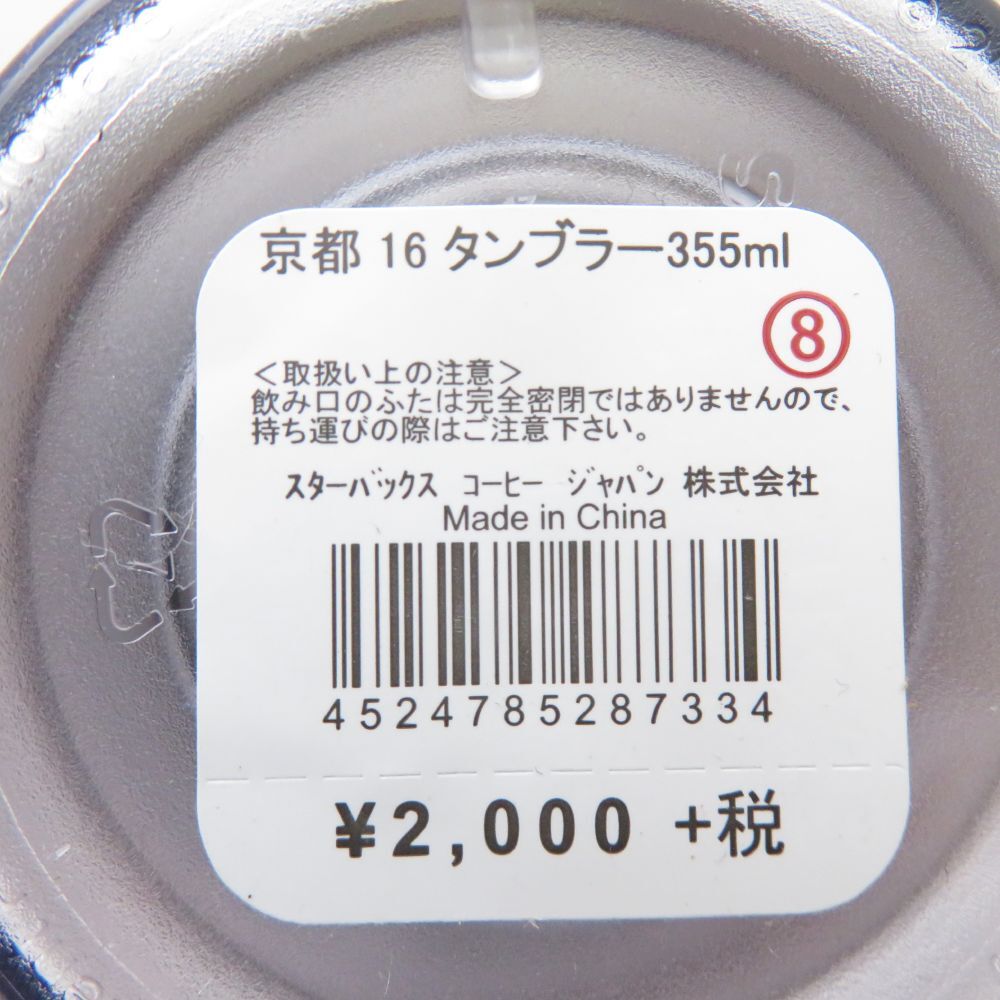 京都 16 タンブラー355ml
⑧
＜取扱い上の注意＞
飲み口のふたは完全密閉ではありませんので、
持ち運びの際はご注意下さい。
ｽﾀｰﾊﾞｯｸｽ ｺｰﾋｰ ｼﾞｬﾊﾟﾝ 株式会社
Made in China
4524785287334
¥2,000 +税